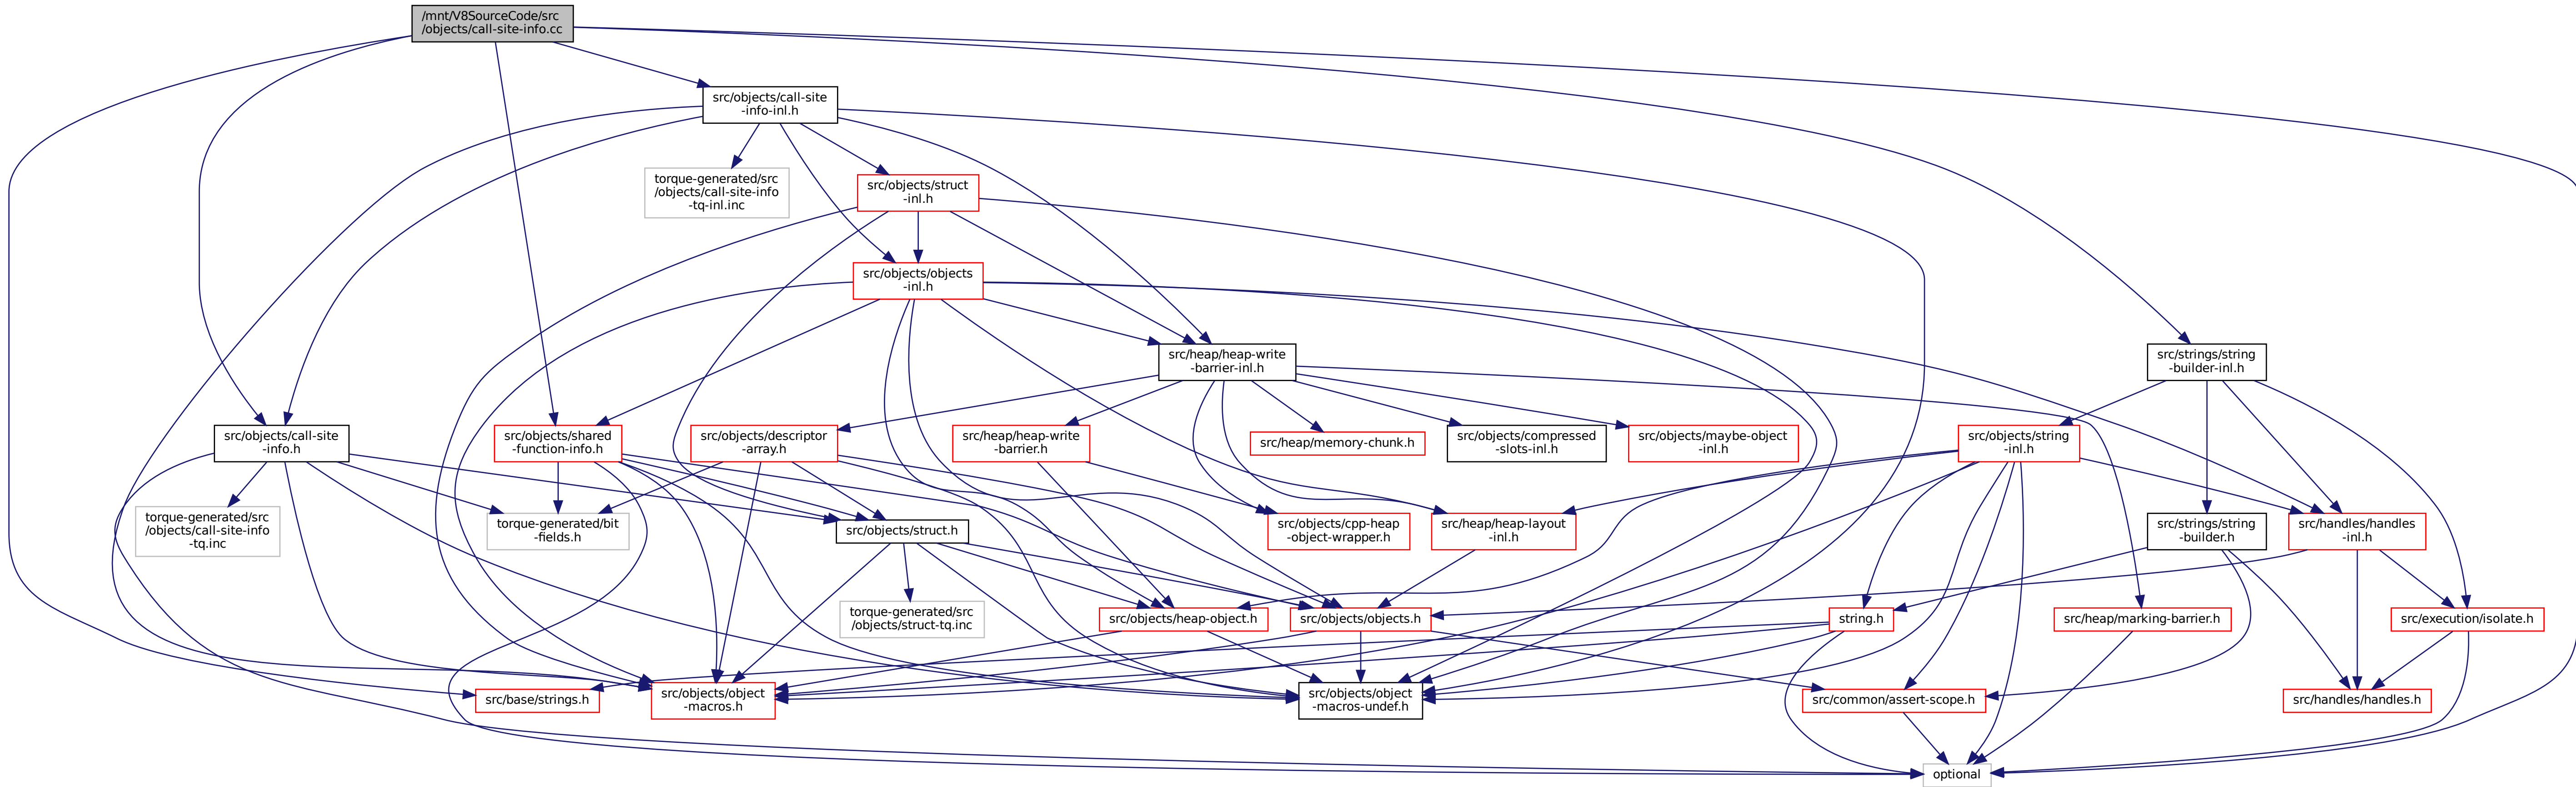 /mnt/V8SourceCode/src
/objects/call-site-info.cc
src/objects/call-site
-info-inl.h
torque-generated/src
/objects/call-site-info
-tq-inl.inc
src/objects/struct
-inl.h
src/objects/objects
-inl.h
src/heap/heap-write
-barrier-inl.h
src/strings/string
-builder-inl.h
src/objects/call-site
-info.h
src/objects/shared
-function-info.h
src/objects/descriptor
-array.h
src/heap/heap-write
-barrier.h
src/heap/memory-chunk.h
src/objects/compressed
-slots-inl.h
src/objects/maybe-object
-inl.h
src/objects/string
-inl.h
torque-generated/src
/objects/call-site-info
-tq.inc
torque-generated/bit
-fields.h
src/objects/struct.h
src/objects/cpp-heap
-object-wrapper.h
src/heap/heap-layout
-inl.h
src/strings/string
-builder.h
src/handles/handles
-inl.h
torque-generated/src
/objects/struct-tq.inc
src/objects/heap-object.h
src/objects/objects.h
string.h
src/heap/marking-barrier.h
src/execution/isolate.h
src/base/strings.h
src/objects/object
-macros.h
src/objects/object
-macros-undef.h
src/common/assert-scope.h
src/handles/handles.h
optional